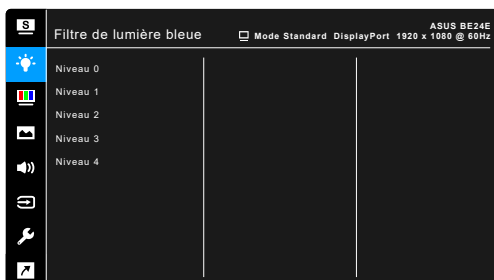 S
ASUS BE24E
Filtre de lumière bleue
Mode Standard DisplayPort 1920 x 1080 @ 60Hz
Niveau 0
Niveau 1
Niveau 2
Niveau 3
Niveau 4